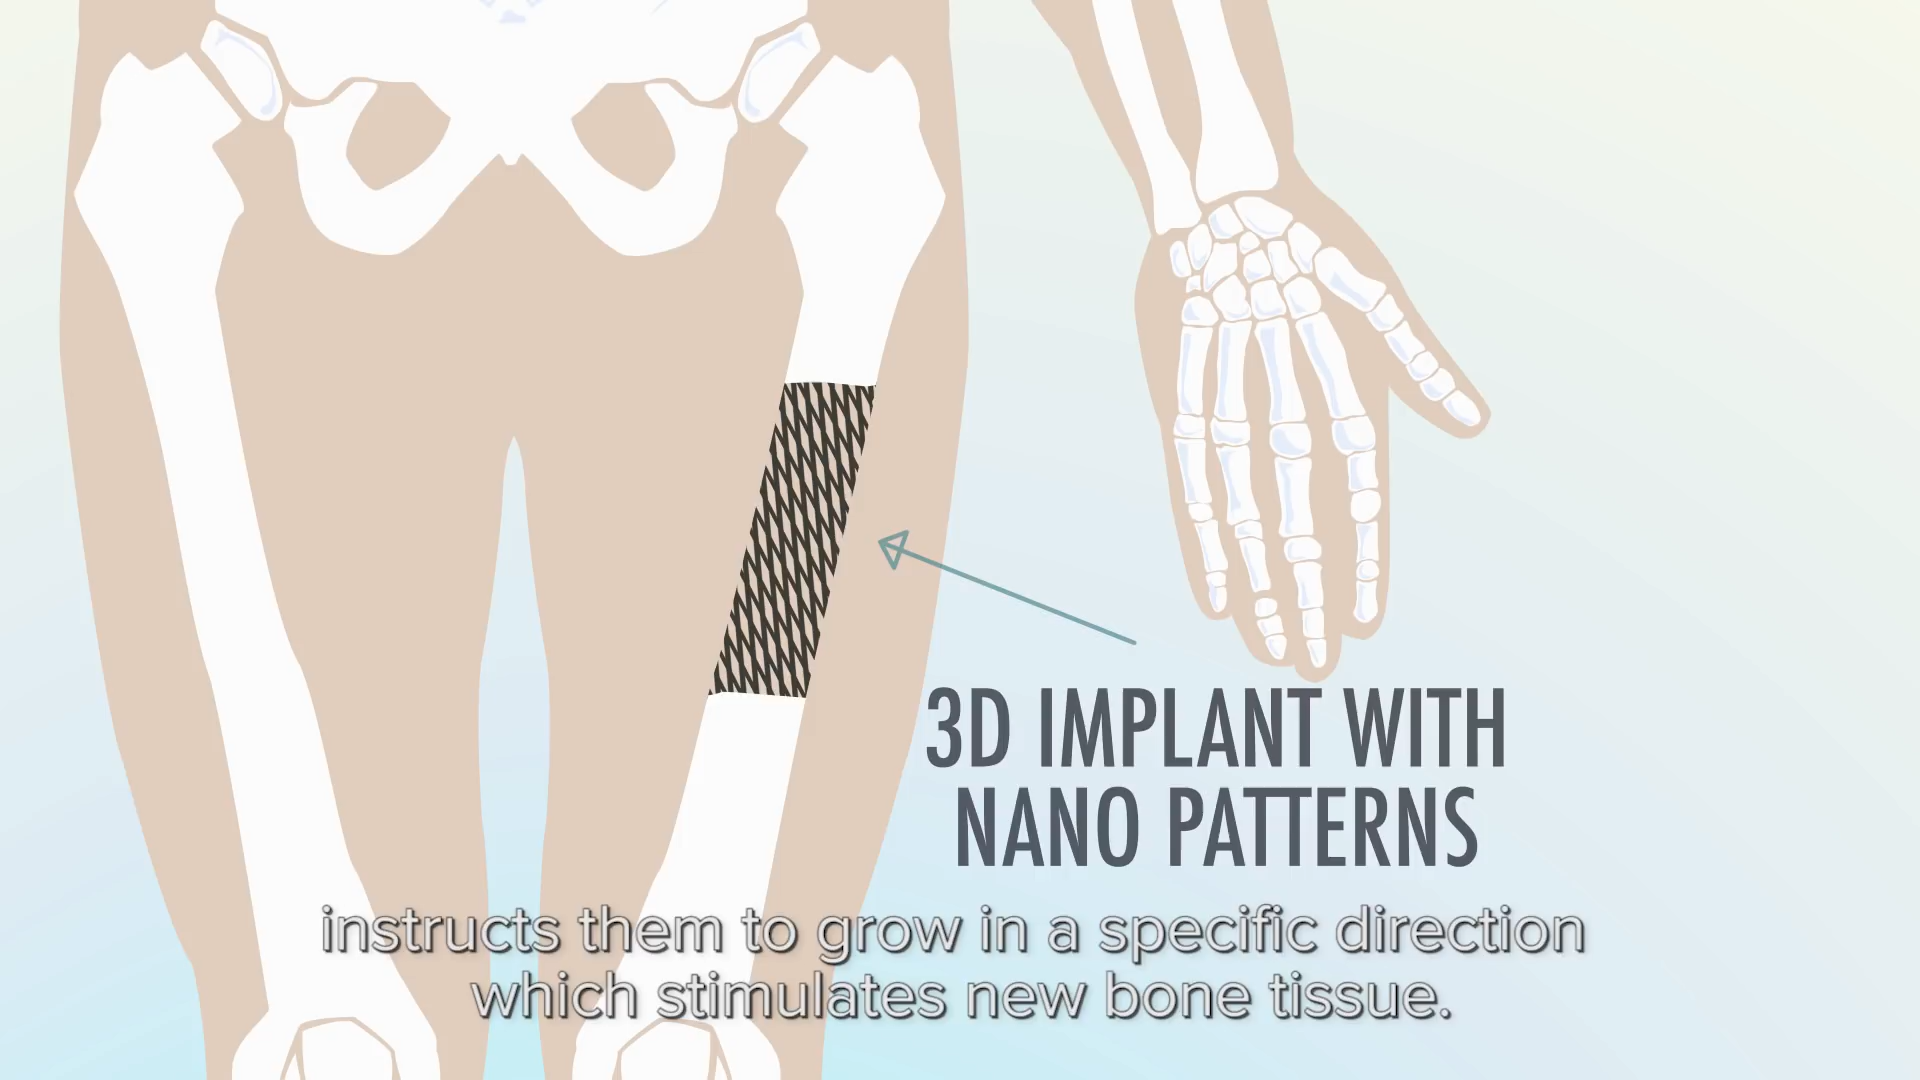 3D IMPLANT WITH
NANO PATTERNS
instructs them to grow in a specific direction
which stimulates new bone tissue.